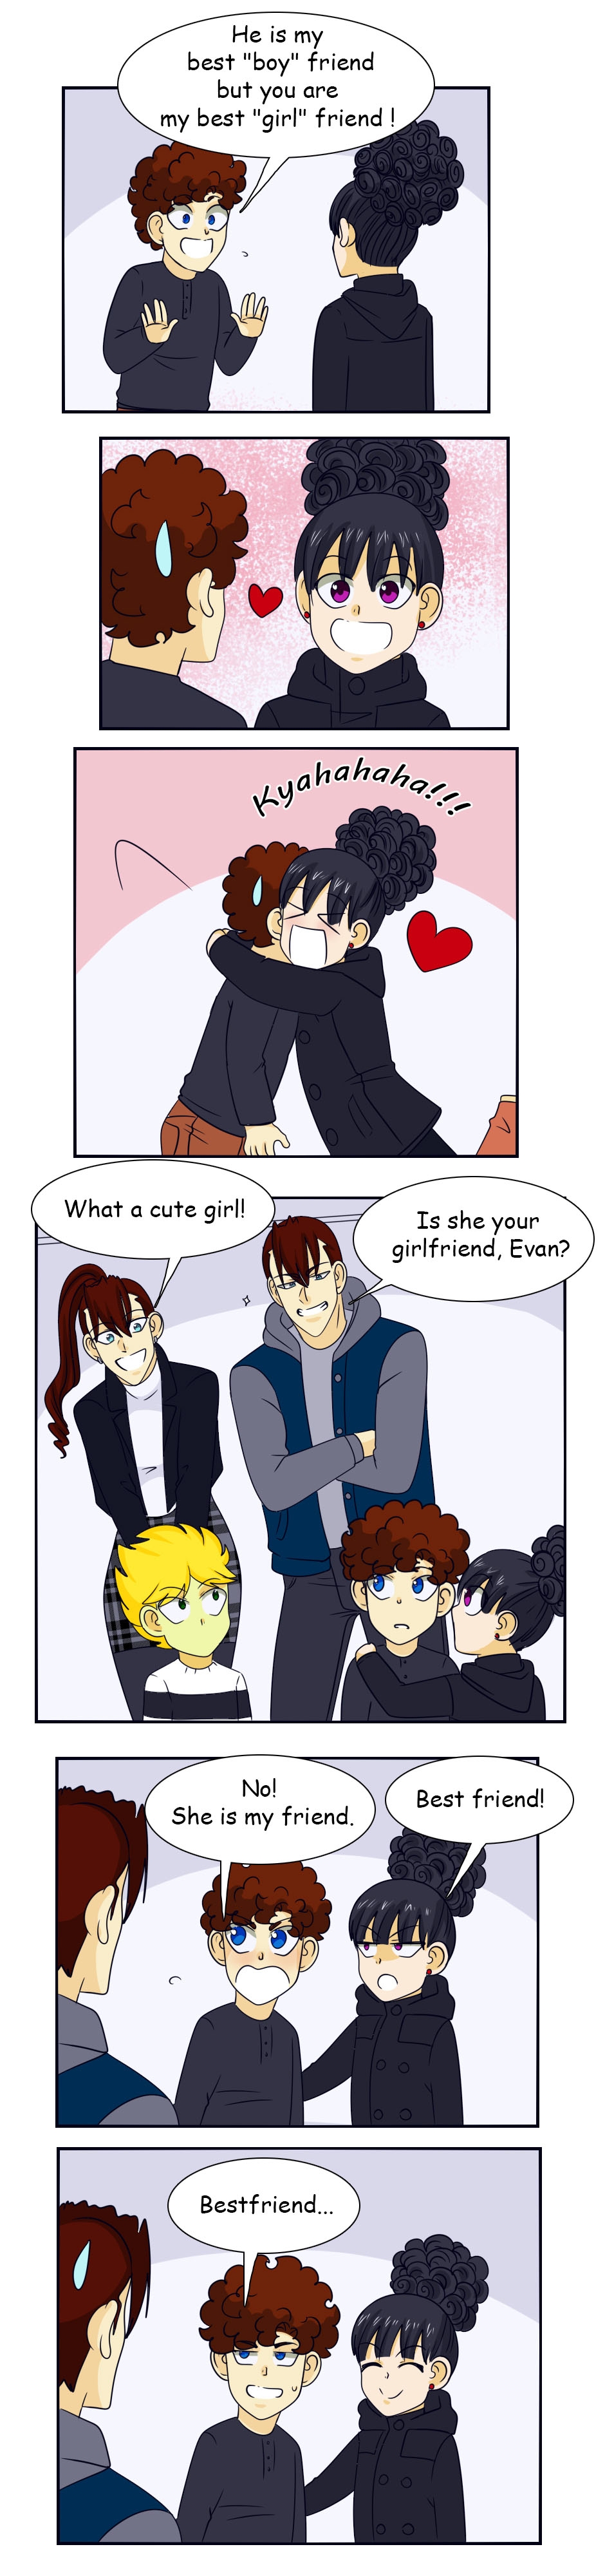 He is my
best "boy" friend
but you are
my best "girl" friend !
Kyahahaha!!!
What a cute girl!
Is she your
girlfriend, Evan?
No!
She is my friend.
Best friend!
Bestfriend...